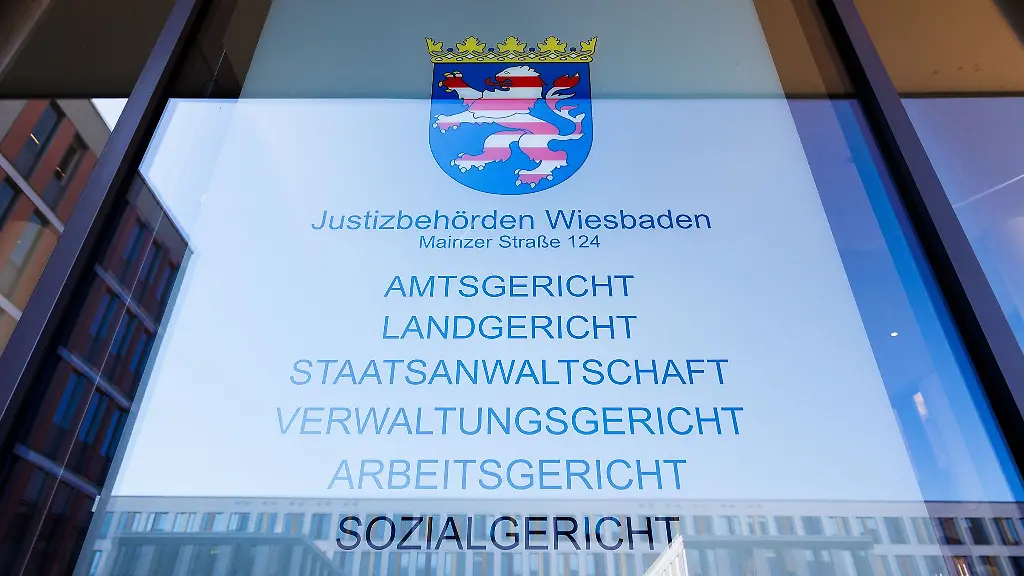 Justizbehörden Wiesbaden
Mainzer Straße 124
AMTSGERICHT
LANDGERICHT
STAATSANWALTSCHAFT
VERWALTUNGSGERICHT
ARBEITSGERICHT
SOZIALGERICHT